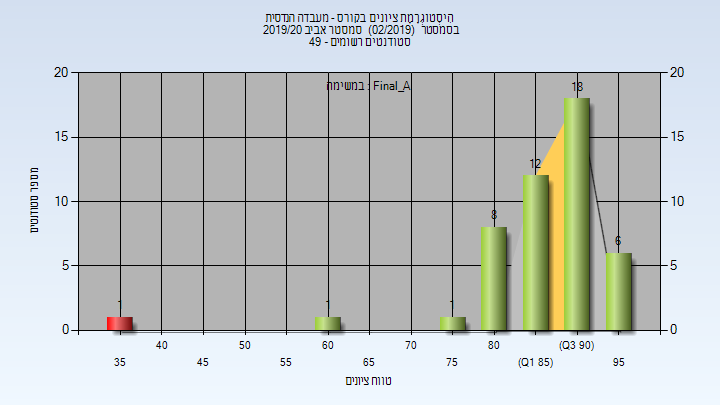 היסטוגרמת ציונים בקורס - מעבדה הנדסית
בסמסטר (02/2019) סמסטר אביב 2019/20
סטודנטים רשומים - 49
במשימה : Final_A
20 20
15 15
10 10
5 5
0 0
1 1 1 8 12 18 6
מספר סטודנטים
40 50 60 70 80 (Q3 90)
35 45 55 65 75 (Q1 85) 95
טווח ציונים